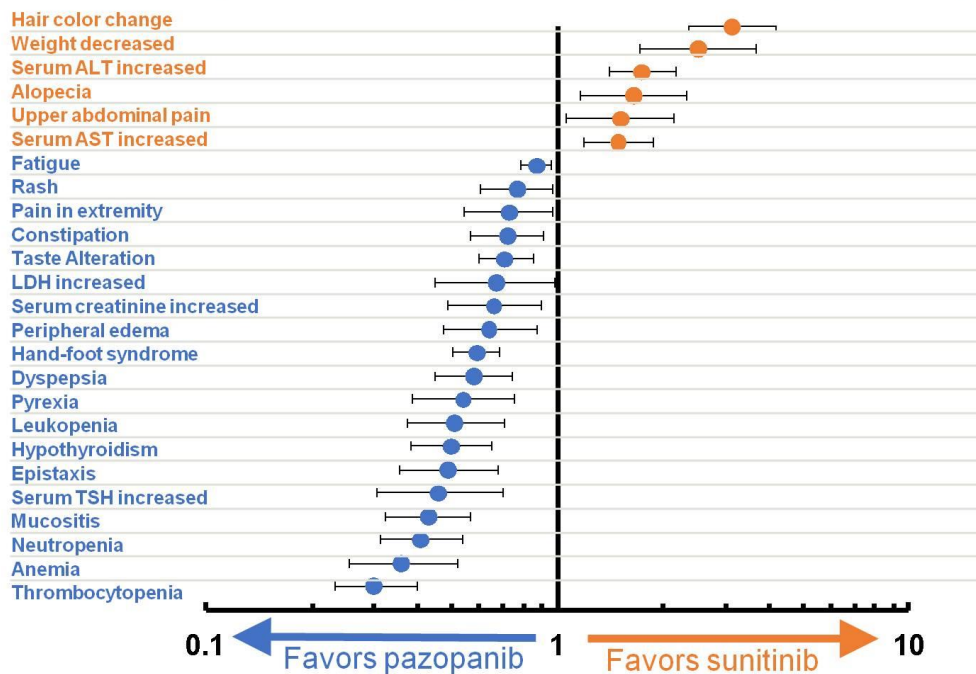 Hair color change
Weight decreased
Serum ALT increased
Alopecia
Upper abdominal pain
Serum AST increased
Fatigue
Rash
Pain in extremity
Constipation
Taste Alteration
LDH increased
Serum creatinine increased
Peripheral edema
Hand-foot syndrome
Dyspepsia
Pyrexia
Leukopenia
Hypothyroidism
Epistaxis
Serum TSH increased
Mucositis
Neutropenia
Anemia
Thrombocytopenia
0.1 1 10
Favors pazopanib Favors sunitinib